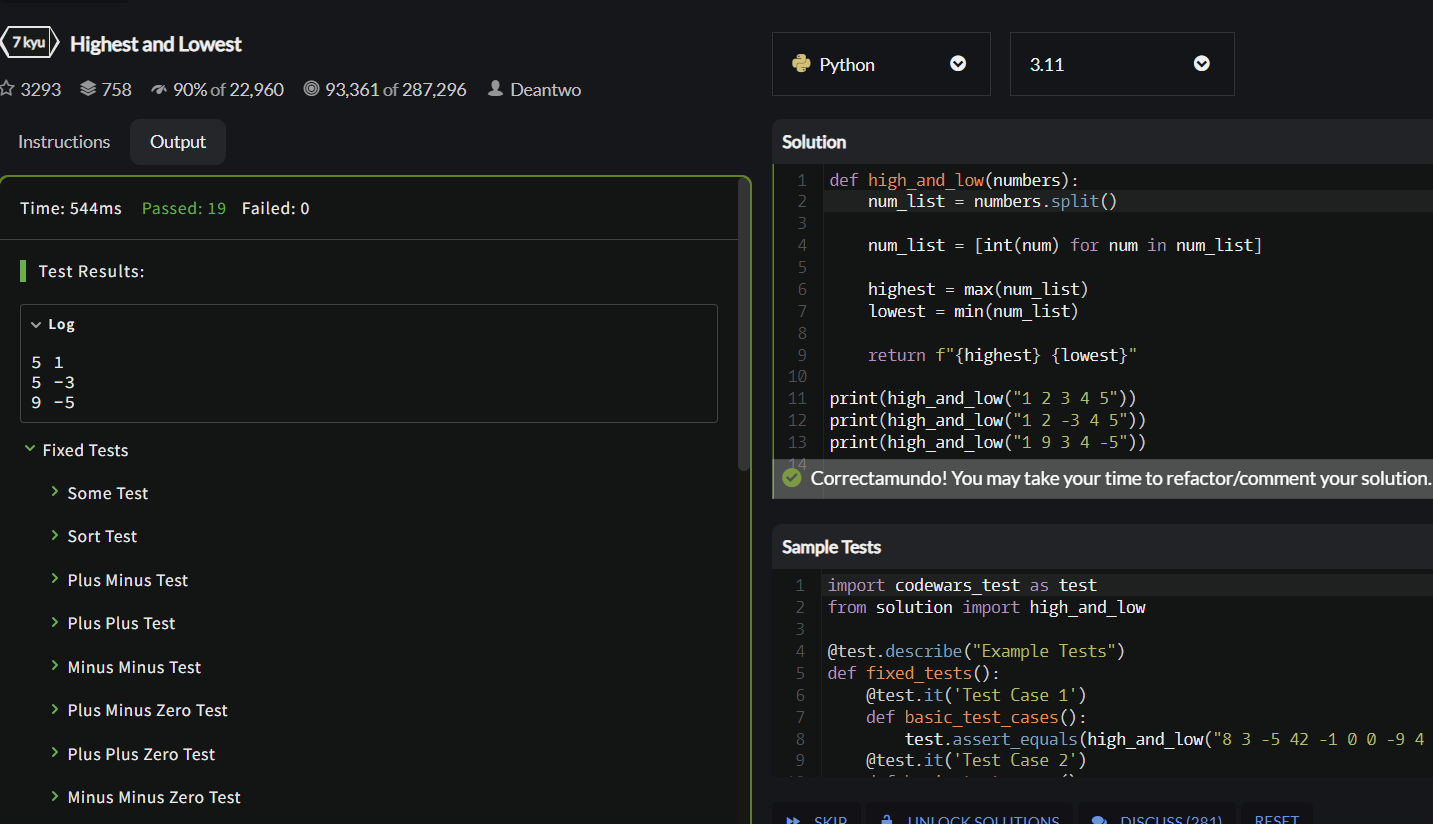 7 kyu Highest and Lowest
3293 758 90% of 22,960 93,361 of 287,296 Deantwo
Instructions Output
Time: 544ms Passed: 19 Failed: 0
Test Results:
Log
5 1
5 -3
9 -5
Fixed Tests
Some Test
Sort Test
Plus Minus Test
Plus Plus Test
Minus Minus Test
Plus Minus Zero Test
Plus Plus Zero Test
Minus Minus Zero Test
Python 3.11
Solution
1 def high_and_low(numbers):
2 num_list = numbers.split()
3
4 num_list = [int(num) for num in num_list]
5
6 highest = max(num_list)
7 lowest = min(num_list)
8
9 return f"{highest} {lowest}"
10
11 print(high_and_low("1 2 3 4 5"))
12 print(high_and_low("1 2 -3 4 5"))
13 print(high_and_low("1 9 3 4 -5"))
14
Correctamundo! You may take your time to refactor/comment your solution.
Sample Tests
1 import codewars_test as test
2 from solution import high_and_low
3
4 @test.describe("Example Tests")
5 def fixed_tests():
6 @test.it('Test Case 1')
7 def basic_test_cases():
8 test.assert_equals(high_and_low("8 3 -5 42 -1 0 0 -9 4
9 @test.it('Test Case 2')
SKIP UNLOCK SOLUTIONS DISCUSS (281) RESET